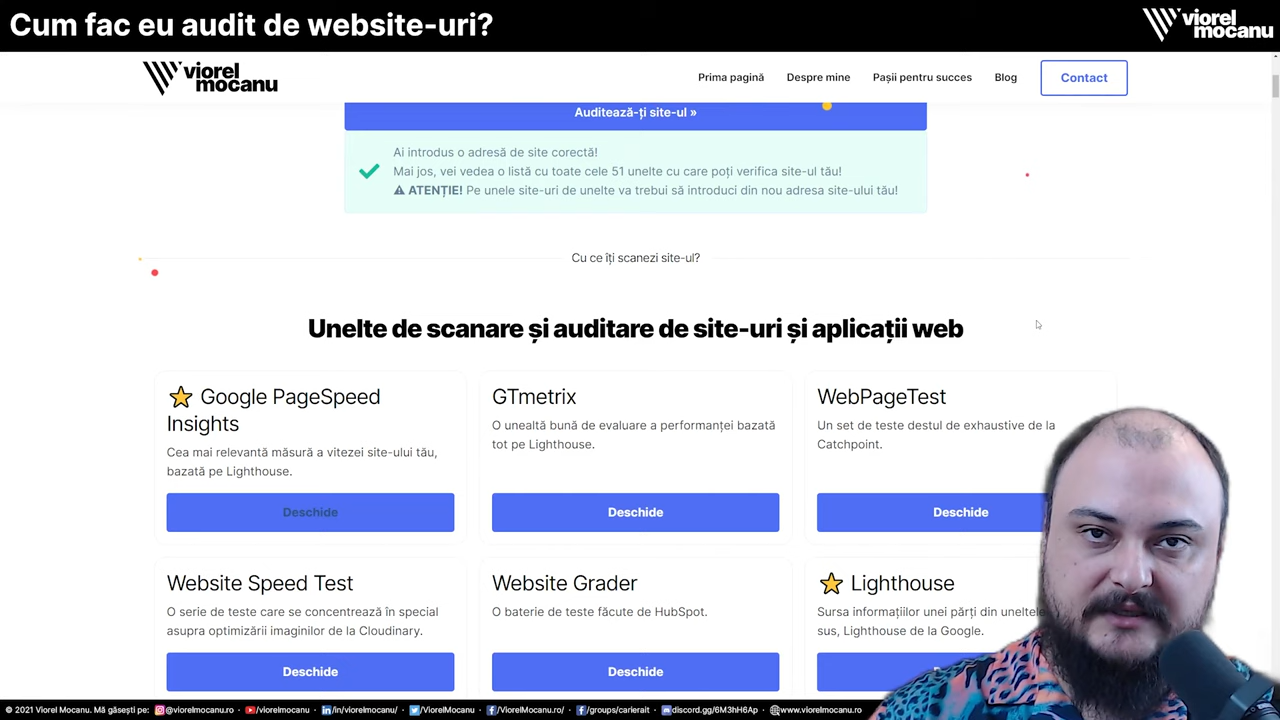 Cum fac eu audit de website-uri?
viorel
mocanu
viorel
mocanu
Prima pagină
Despre mine
Pașii pentru succes
Blog
Contact
Auditează-ți site-ul »
Ai introdus o adresă de site corectă!
Mai jos, vei vedea o listă cu toate cele 51 unelte cu care poți verifica site-ul tău!
⚠ ATENȚIE! Pe unele site-uri de unelte va trebui să introduci din nou adresa site-ului tău!
Cu ce îți scanezi site-ul?
Unelte de scanare și auditare de site-uri și aplicații web
⭐ Google PageSpeed
Insights
Cea mai relevantă măsură a vitezei site-ului tău,
bazată pe Lighthouse.
Deschide
GTmetrix
O unealtă bună de evaluare a performanței bazată
tot pe Lighthouse.
Deschide
WebPageTest
Un set de teste destul de exhaustive de la
Catchpoint.
Deschide
Website Speed Test
O serie de teste care se concentrează în special
asupra optimizării imaginilor de la Cloudinary.
Deschide
Website Grader
O baterie de teste făcute de HubSpot.
Deschide
⭐ Lighthouse
Sursa informațiilor unei părți din uneltele
sus, Lighthouse de la Google.
© 2021 Viorel Mocanu. Mă găsești pe: @viorelmocanu.ro /viorelmocanu /in/viorelmocanu/ /ViorelMocanu /ViorelMocanu.ro/ /groups/carierait discord.gg/6M3hH6Ap www.viorelmocanu.ro